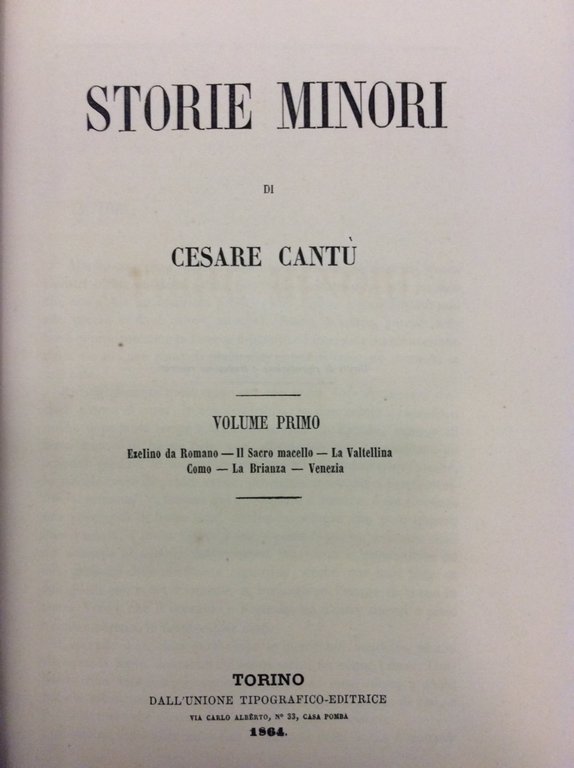 STORIE MINORI
DI
CESARE CANTÙ
VOLUME PRIMO
Ezelino da Romano — Il Sacro macello — La Valtellina
Como — La Brianza — Venezia
TORINO
DALL'UNIONE TIPOGRAFICO-EDITRICE
VIA CARLO ALBERTO, Nº 33, CASA POMBA
1864.